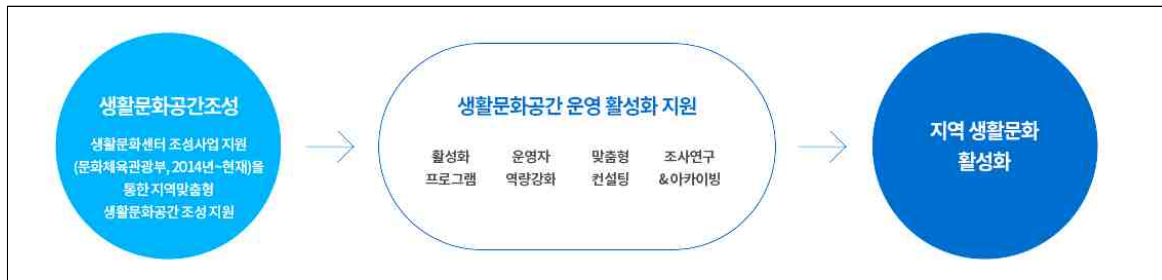 생활문화공간조성
생활문화센터 조성사업 지원
(문화체육관광부, 2014년~현재)을
통한 지역맞춤형
생활문화공간 조성 지원
생활문화공간 운영 활성화 지원
활성화
프로그램
운영자
역량강화
맞춤형
컨설팅
조사연구
&아카이빙
지역 생활문화
활성화